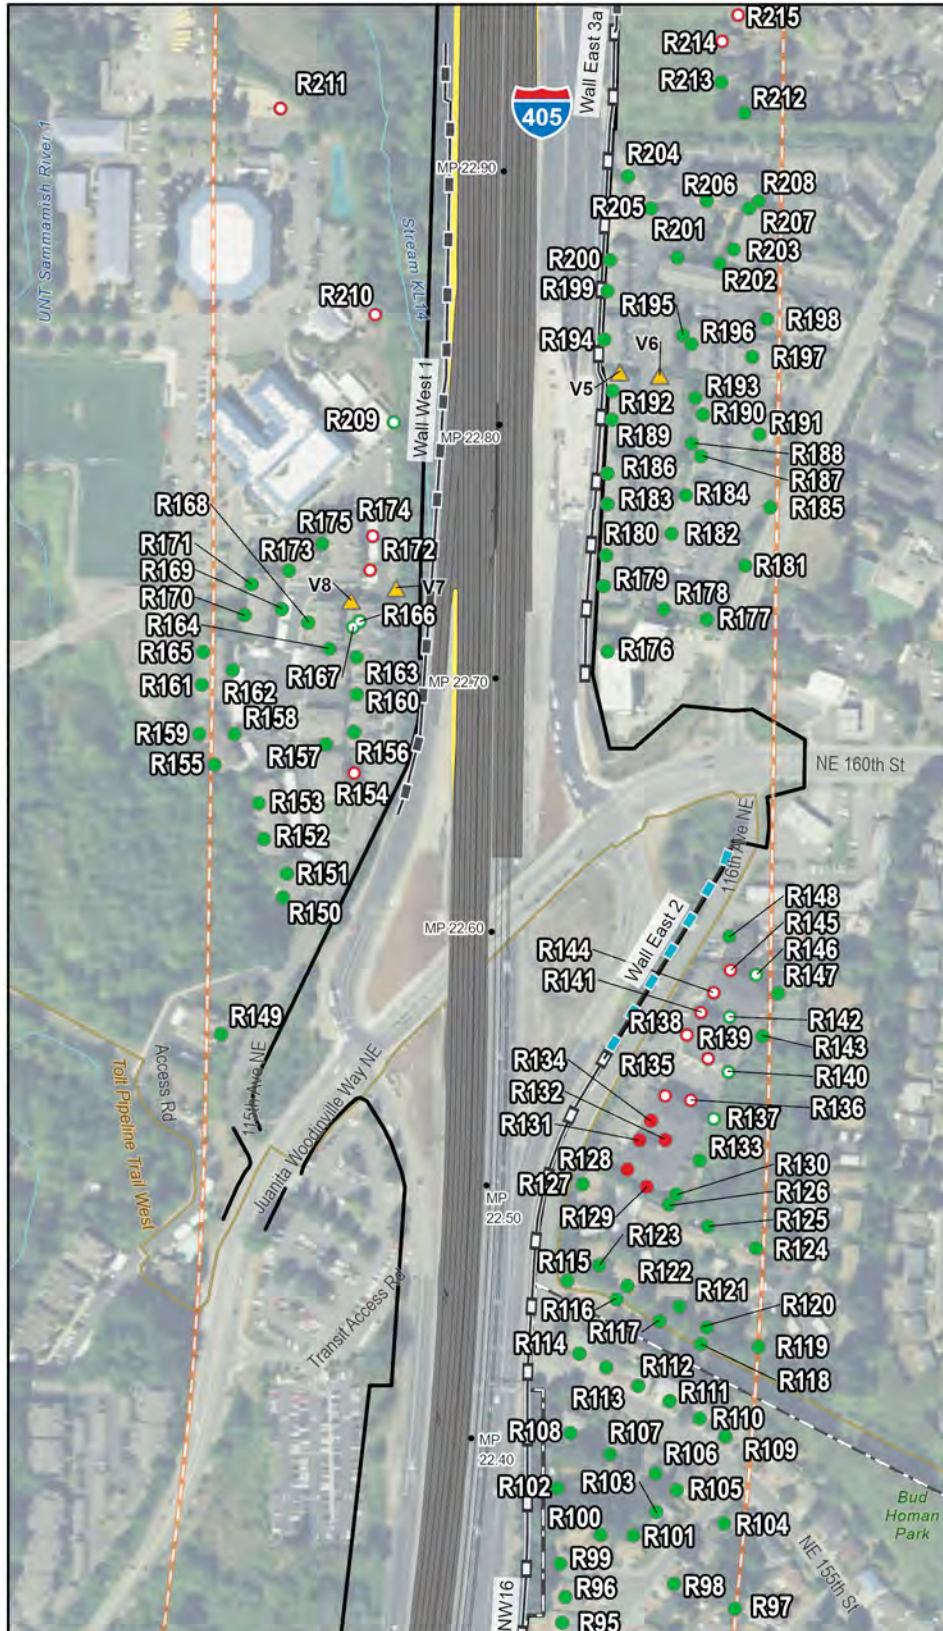 R215
R214
R213
R212
R211
Wall East 3a
405
UNT Sammamish River 1
MP 22.90
R204
R206
R208
R205
R207
R201
R203
R200
R202
Stream KL14
R199
R195
R198
R210
R196
R194
V6
R197
V5
Wall West 1
R193
R192
R190
R209
MP 22.80
R189
R191
R188
R187
R186
R184
R185
R183
R168
R175
R174
R182
R171
R173
R172
R180
R181
R169
V8
V7
R179
R170
R178
R166
R177
R164
R165
R167
R163
R176
R161
R162
MP 22.70
R160
R158
R159
R157
R156
R155
R154
NE 160th St
R153
R152
116th Ave NE
R151
R150
R148
MP 22.60
Wall East 2
R145
R144
R146
R141
R147
R149
R138
R139
R142
R143
Access Rd
115th Ave NE
Juanita Woodinville Way NE
R134
R135
R140
Tolt Pipeline Trail West
R132
R136
R131
R137
R133
R128
R127
R130
R126
MP
22.50
R129
R125
R123
R124
R115
R122
R121
R116
R120
R117
R119
R114
Transit Access Rd
R112
R118
R111
R113
R110
R108
R107
R109
MP
22.40
R106
R102
R103
R105
R100
R101
R104
Bud
Homan
Park
R99
NE 155th St
R96
R98
R97
NW16
R95